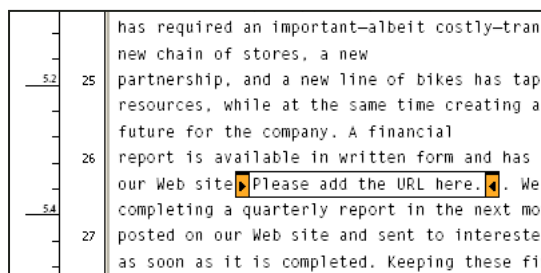 has required an important—albeit costly—tran
new chain of stores, a new
5.2 25 partnership, and a new line of bikes has tap
resources, while at the same time creating a
future for the company. A financial
26 report is available in written form and has
our Web site Please add the URL here. . We
5.4 completing a quarterly report in the next mo
27 posted on our Web site and sent to intereste
as soon as it is completed. Keeping these fi